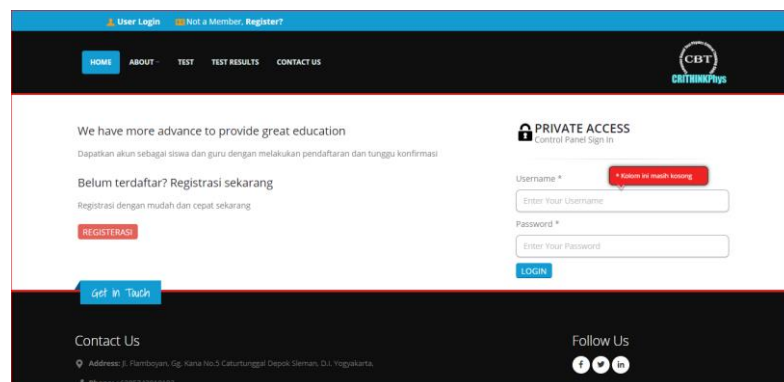 User Login Not a Member, Register?
HOME ABOUT TEST TEST RESULTS CONTACT US
CBT
CRITHINKPhys
We have more advance to provide great education
Dapatkan akun sebagai siswa dan guru dengan melakukan pendaftaran dan tunggu konfirmasi
Belum terdaftar? Registrasi sekarang
Registrasi dengan mudah dan cepat sekarang
REGISTERASI
PRIVATE ACCESS
Control Panel Sign In
Username *
* Kolom ini masih kosong
Enter Your Username
Password *
Enter Your Password
LOGIN
Get in Touch
Contact Us
Address: Jl. Flamboyan, Gg. Kana No.5 Caturtunggal Depok Sleman, D.I. Yogyakarta,
Follow Us